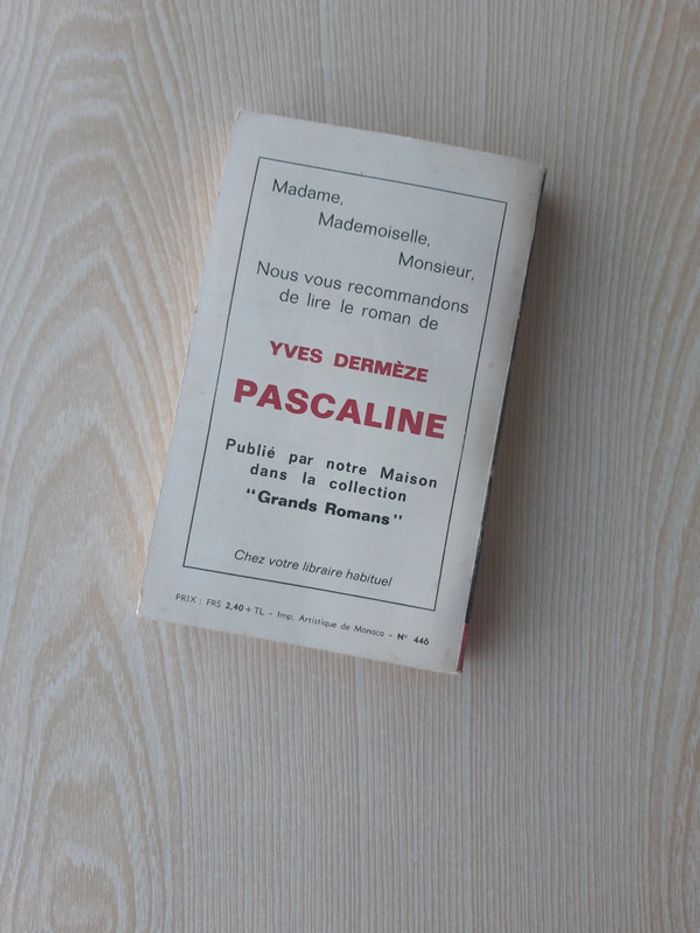 Madame,
Mademoiselle,
Monsieur,
Nous vous recommandons
de lire le roman de
YVES DERMÈZE
PASCALINE
Publié par notre Maison
dans la collection
"Grands Romans"
Chez votre libraire habituel
PRIX : FRS 2,40 + TL - Imp. Artistique de Monaco - N° 446